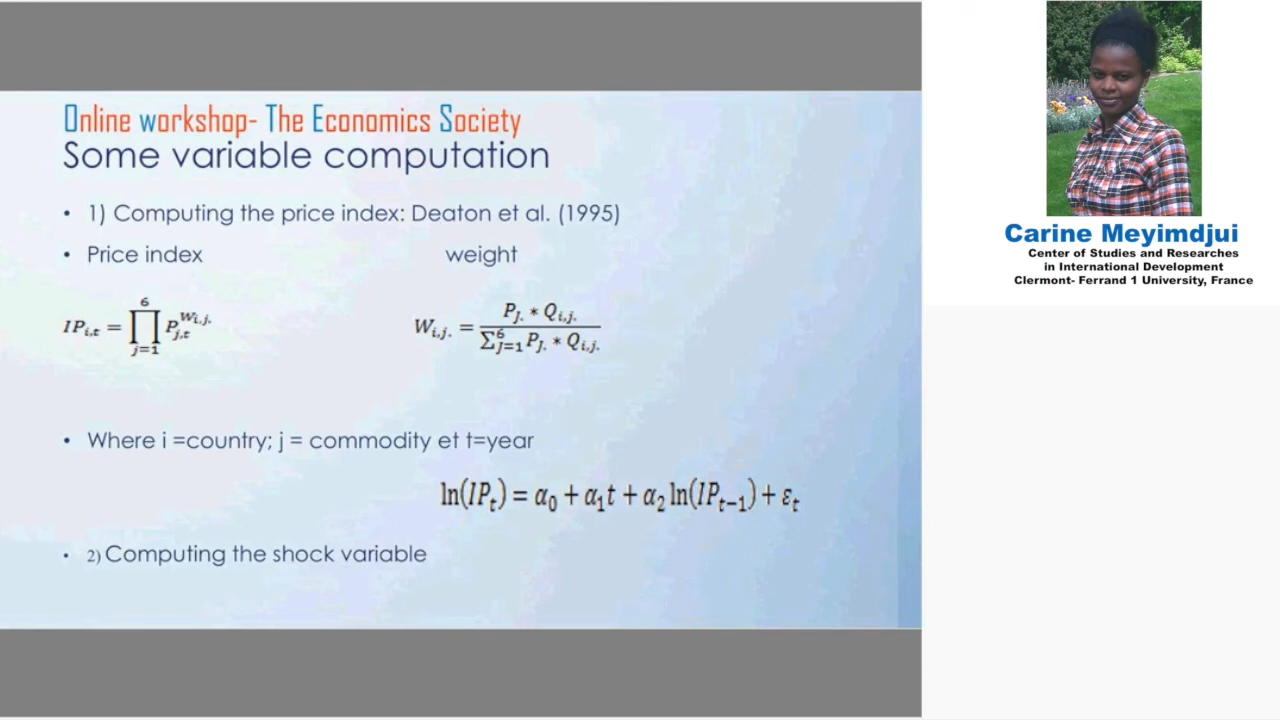 Online workshop- The Economics Society
Some variable computation
• 1) Computing the price index: Deaton et al. (1995)
• Price index weight
IP_{i,t} = ∏_{j=1}^{6} P_{j,t}^{W_{i,j.}} W_{i,j.} = \frac{P_{J.} * Q_{i,j.}}{∑_{J=1}^{6} P_{J.} * Q_{i,j.}}
• Where i =country; j = commodity et t=year
ln(IP_t) = α_0 + α_1t + α_2 ln(IP_{t−1}) + ε_t
• 2) Computing the shock variable
Carine Meyimdjui
Center of Studies and Researches
in International Development
Clermont- Ferrand 1 University, France